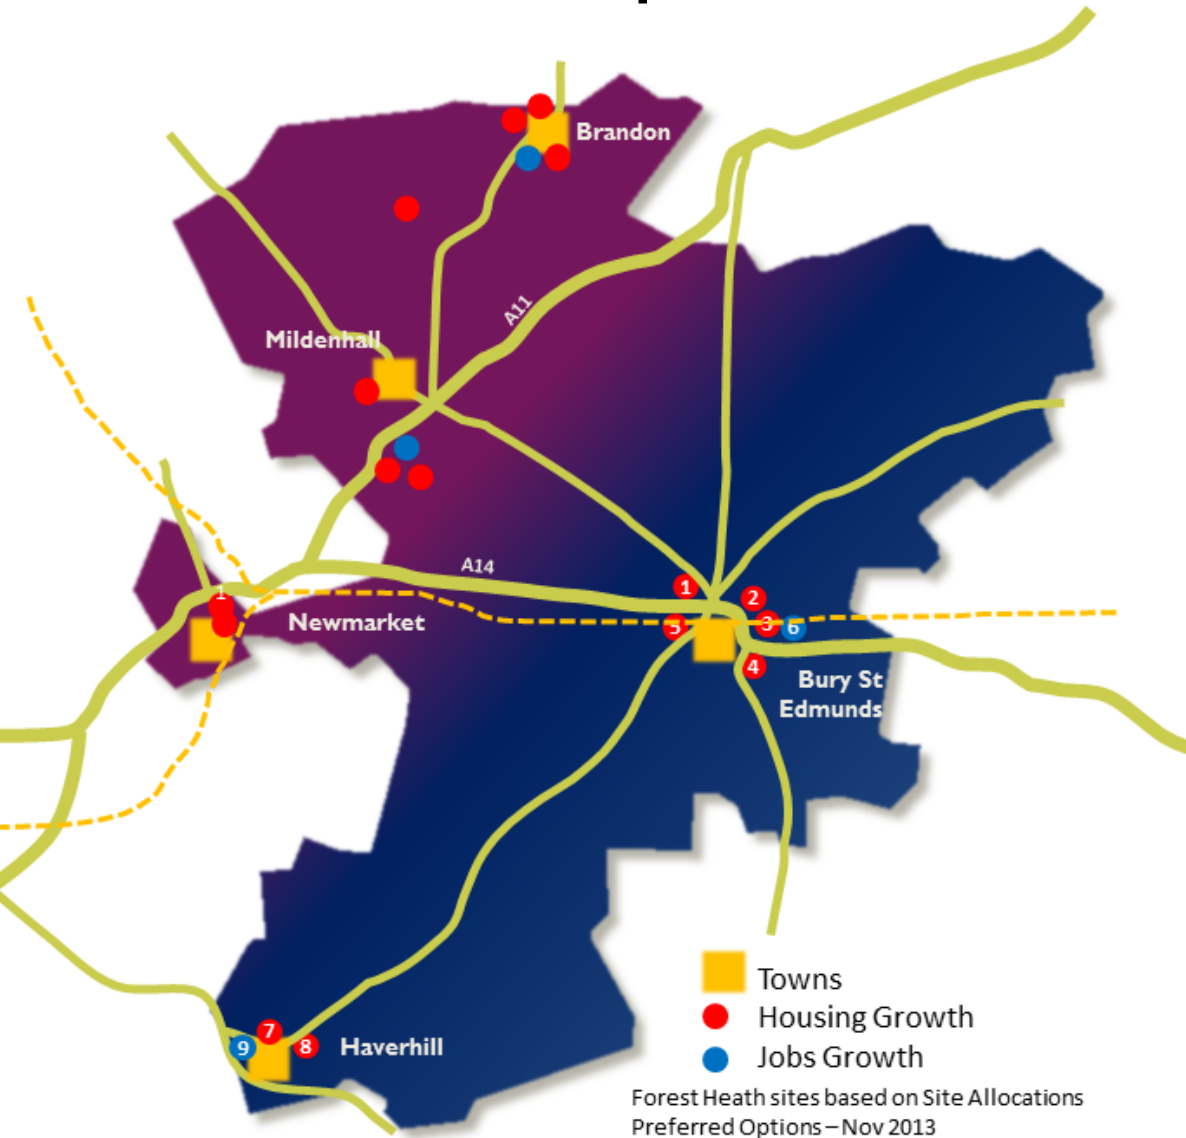 Brandon
A11
Mildenhall
A14
1
Newmarket
1
2
3
6
5
4
Bury St
Edmunds
7
9
8
Haverhill
Towns
Housing Growth
Jobs Growth
Forest Heath sites based on Site Allocations
Preferred Options – Nov 2013